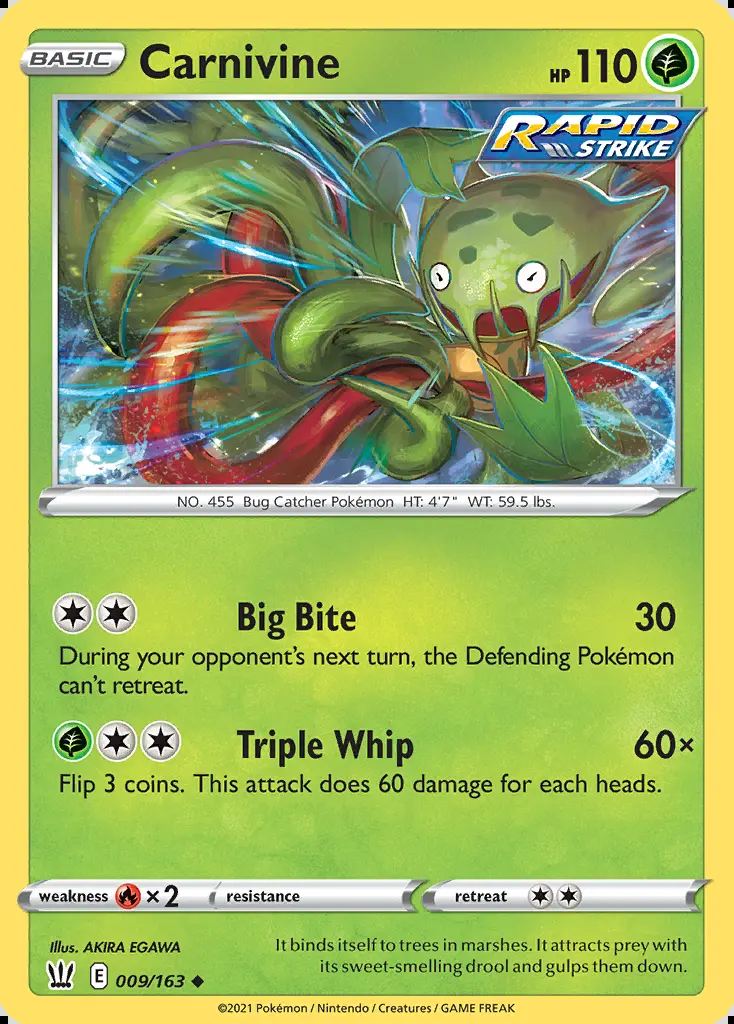 BASIC
Carnivine
HP 110
RAPID
STRIKE
NO. 455 Bug Catcher Pokémon HT: 4'7" WT: 59.5 lbs.
Big Bite 30
During your opponent's next turn, the Defending Pokémon
can't retreat.
Triple Whip 60×
Flip 3 coins. This attack does 60 damage for each heads.
weakness ×2 resistance retreat
Illus. AKIRA EGAWA
It binds itself to trees in marshes. It attracts prey with
its sweet-smelling drool and gulps them down.
E 009/163
©2021 Pokémon / Nintendo / Creatures / GAME FREAK